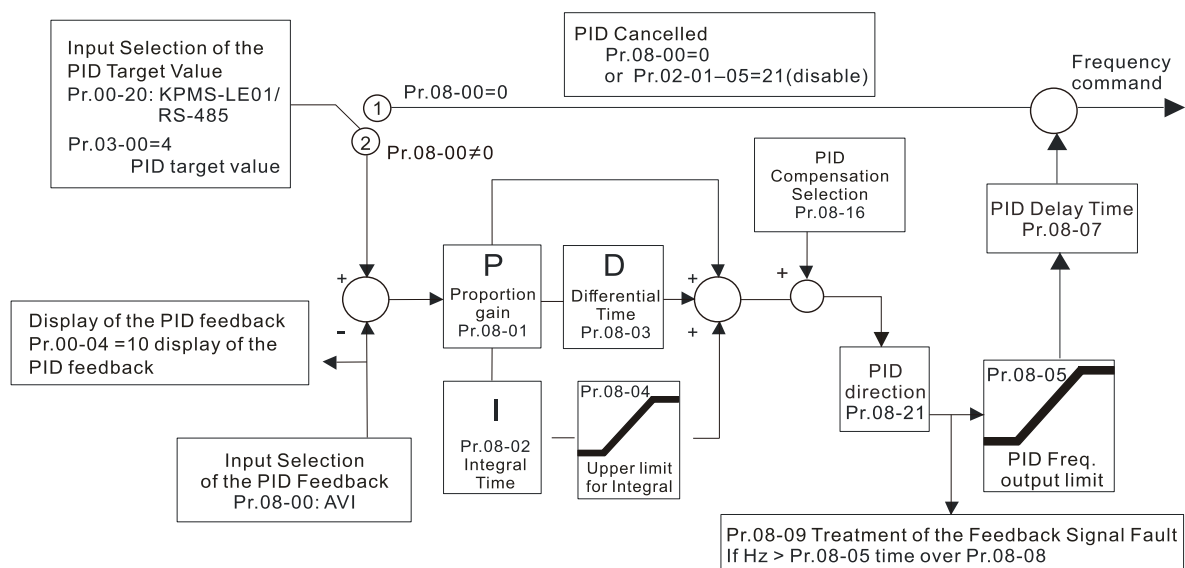 Input Selection of the
PID Target Value
Pr.00-20: KPMS-LE01/
RS-485
Pr.03-00=4
PID target value
PID Cancelled
Pr.08-00=0
or Pr.02-01–05=21(disable)
Frequency
command
1
Pr.08-00=0
2
Pr.08-00≠0
PID
Compensation
Selection
Pr.08-16
PID Delay Time
Pr.08-07
+
-
P
Proportion
gain
Pr.08-01
D
Differential
Time
Pr.08-03
+
+
+
Display of the PID feedback
Pr.00-04 =10 display of the
PID feedback
I
Pr.08-02
Integral
Time
Pr.08-04
Upper limit
for Integral
PID
direction
Pr.08-21
Pr.08-05
PID Freq.
output limit
Input Selection
of the PID Feedback
Pr.08-00: AVI
Pr.08-09 Treatment of the Feedback Signal Fault
If Hz > Pr.08-05 time over Pr.08-08